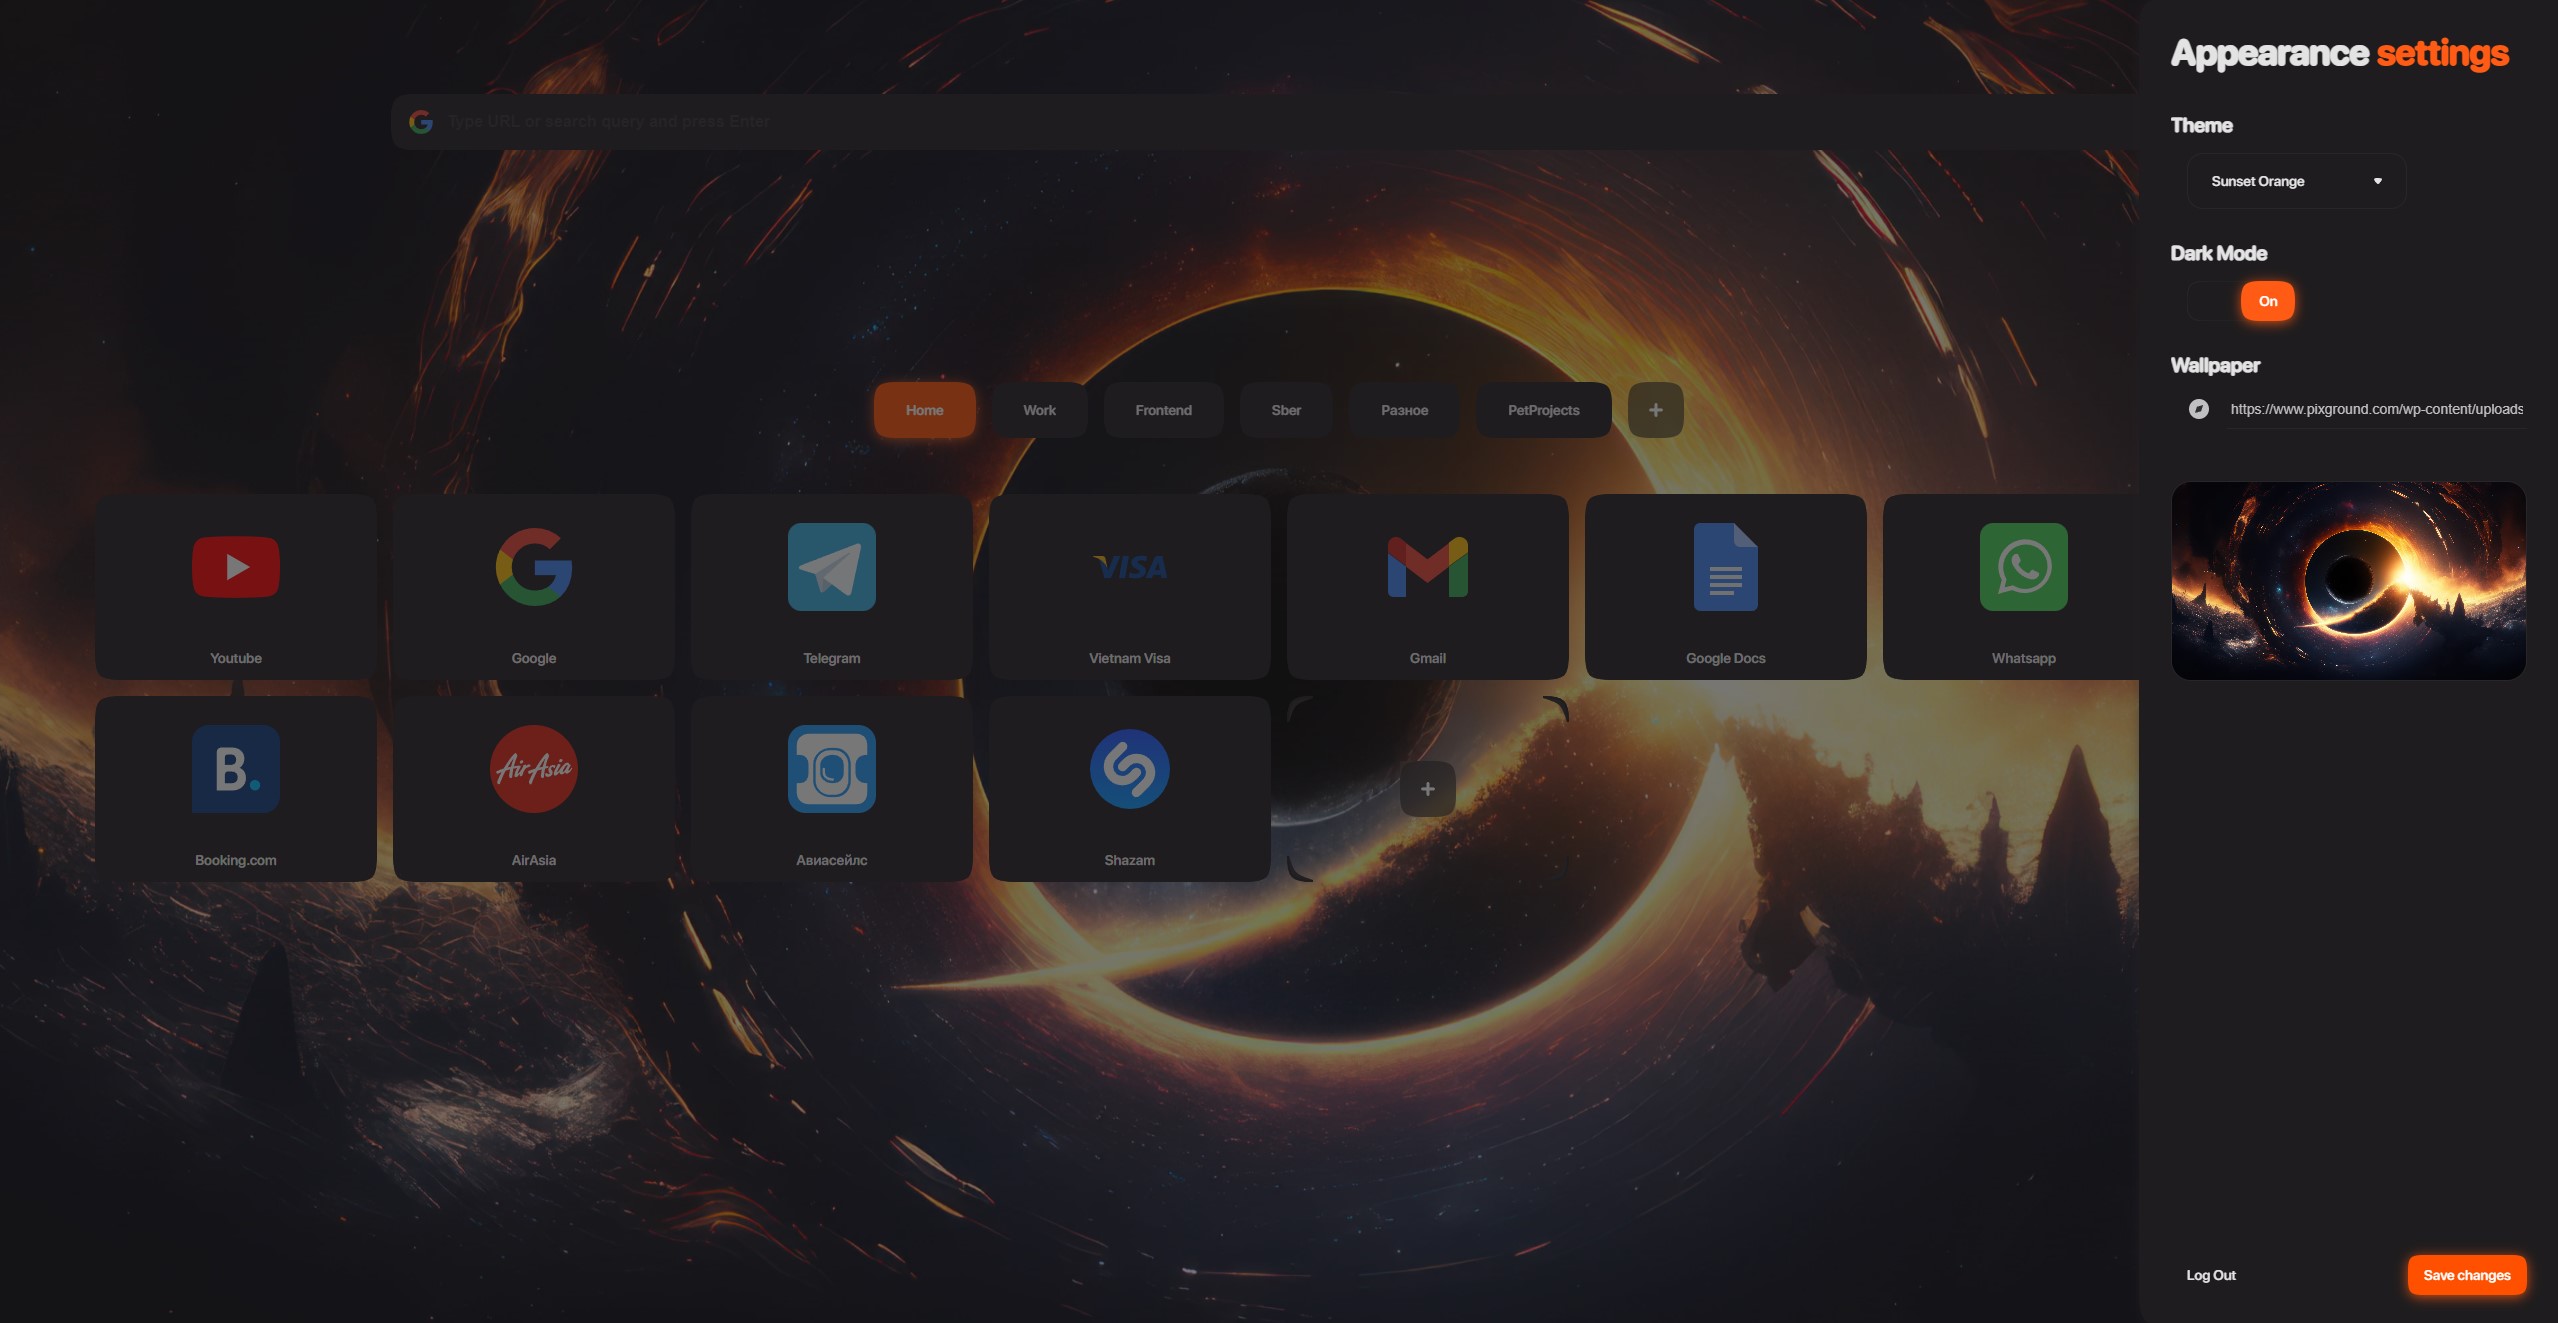 Appearance settings
Type URL or search query and press Enter
Theme
Sunset Orange
Dark Mode
On
Wallpaper
https://www.pixground.com/wp-content/uploads
Home
Work
Frontend
Sber
Разное
PetProjects
+
VISA
Youtube
Google
Telegram
Vietnam Visa
Gmail
Google Docs
Whatsapp
B.
AirAsia
Booking.com
AirAsia
Авиасейлс
Shazam
+
Log Out
Save changes